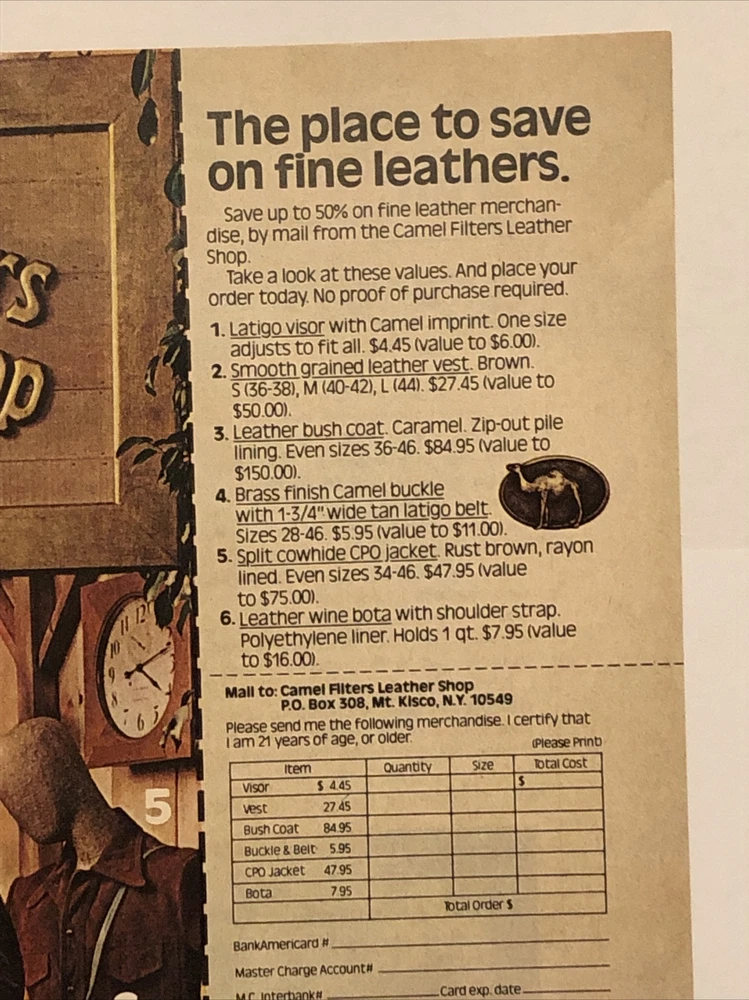 The place to save
on fine leathers.
Save up to 50% on fine leather merchan-
dise, by mail from the Camel Filters Leather
Shop.
Take a look at these values. And place your
order today. No proof of purchase required.
1. Latigo visor with Camel imprint. One size
adjusts to fit all. $4.45 (value to $6.00).
2. Smooth grained leather vest. Brown.
S (36-38), M (40-42), L (44). $27.45 (value to
$50.00).
3. Leather bush coat. Caramel. Zip-out pile
lining. Even sizes 36-46. $84.95 (value to
$150.00).
4. Brass finish Camel buckle
with 1-3/4" wide tan latigo belt.
Sizes 28-46. $5.95 (value to $11.00).
5. Split cowhide CPO jacket. Rust brown, rayon
lined. Even sizes 34-46. $47.95 (value
to $75.00).
6. Leather wine bota with shoulder strap.
Polyethylene liner. Holds 1 qt. $7.95 (value
to $16.00).
Mail to: Camel Filters Leather Shop
P.O. Box 308, Mt. Kisco, N.Y. 10549
Please send me the following merchandise. I certify that
I am 21 years of age, or older.
(Please Print)
Item Quantity Size Total Cost
Visor $ 4.45 $
Vest 27.45
Bush Coat 84.95
Buckle & Belt 5.95
CPO Jacket 47.95
Bota 7.95
Total Order $
BankAmericard #
Master Charge Account#
M.C. Interbank# Card exp. date
's
op
5